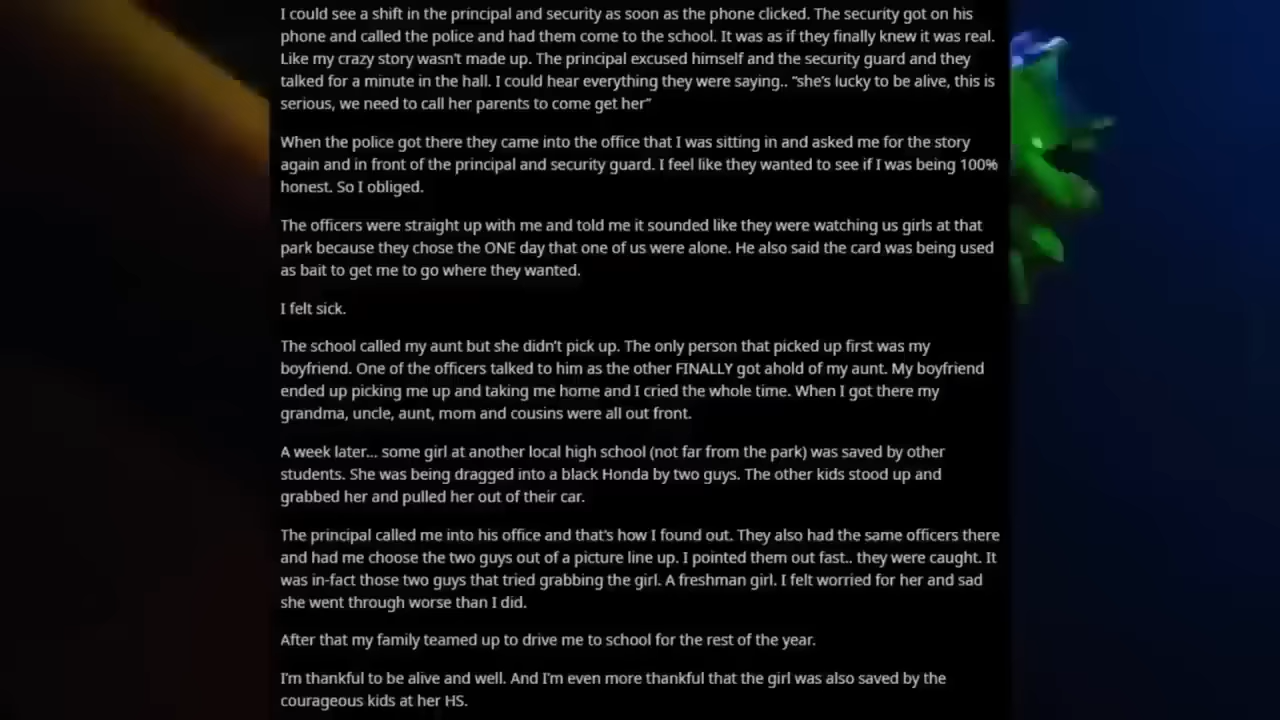 I could see a shift in the principal and security as soon as the phone clicked. The security got on his
phone and called the police and had them come to the school. It was as if they finally knew it was real.
Like my crazy story wasn't made up. The principal excused himself and the security guard and they
talked for a minute in the hall. I could hear everything they were saying.. "she's lucky to be alive, this is
serious, we need to call her parents to come get her"
When the police got there they came into the office that I was sitting in and asked me for the story
again and in front of the principal and security guard. I feel like they wanted to see if I was being 100%
honest. So I obliged.
The officers were straight up with me and told me it sounded like they were watching us girls at that
park because they chose the ONE day that one of us were alone. He also said the card was being used
as bait to get me to go where they wanted.
I felt sick.
The school called my aunt but she didn't pick up. The only person that picked up first was my
boyfriend. One of the officers talked to him as the other FINALLY got ahold of my aunt. My boyfriend
ended up picking me up and taking me home and I cried the whole time. When I got there my
grandma, uncle, aunt, mom and cousins were all out front.
A week later... some girl at another local high school (not far from the park) was saved by other
students. She was being dragged into a black Honda by two guys. The other kids stood up and
grabbed her and pulled her out of their car.
The principal called me into his office and that's how I found out. They also had the same officers there
and had me choose the two guys out of a picture line up. I pointed them out fast.. they were caught. It
was in-fact those two guys that tried grabbing the girl. A freshman girl. I felt worried for her and sad
she went through worse than I did.
After that my family teamed up to drive me to school for the rest of the year.
I'm thankful to be alive and well. And I'm even more thankful that the girl was also saved by the
courageous kids at her HS.